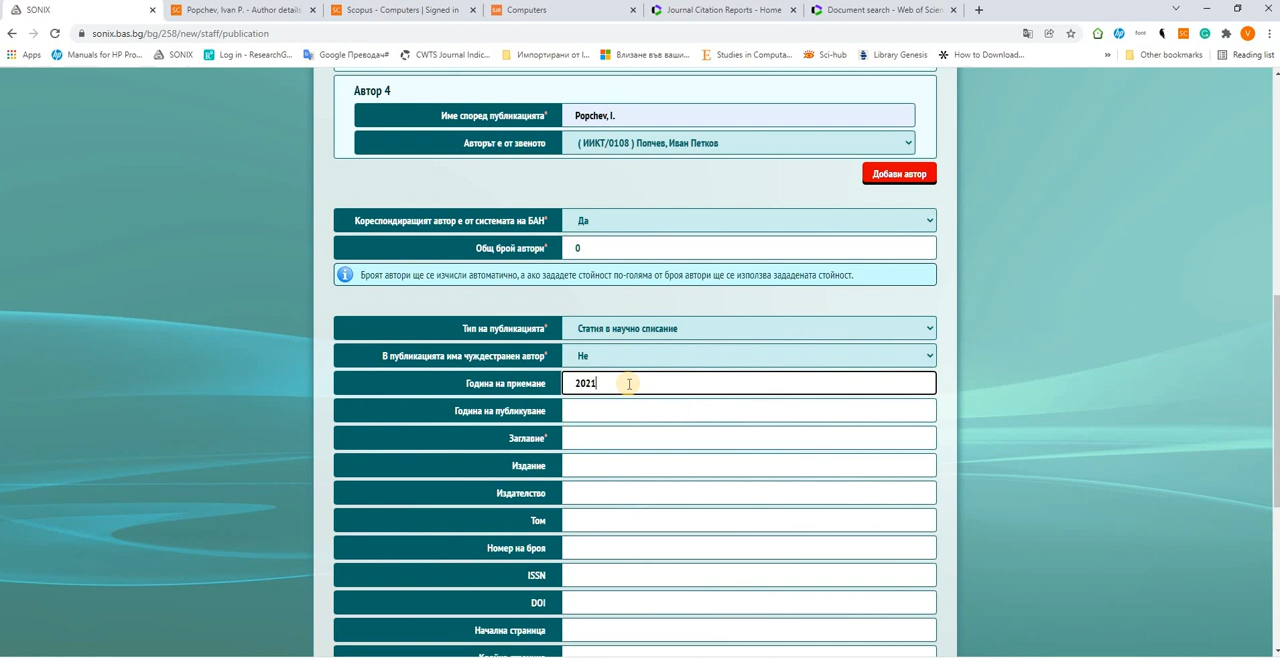 SONIX
Popchev, Ivan P. - Author details
Scopus - Computers | Signed in
Computers
Journal Citation Reports - Home
Document search - Web of Scien
sonix.bas.bg/bg/258/new/staff/publication
Apps
Manuals for HP Pro...
SONIX
Log in - ResearchG...
Google Преводач#
CWTS Journal Indic...
Импортирани от I...
Влизане във ваши...
Studies in Computa...
Sci-hub
Library Genesis
How to Download...
»
Other bookmarks
Reading list
Автор 4
Име според публикацията*
Popchev, I.
Авторът е от звеното
( ИИКТ/0108 ) Попчев, Иван Петков
Добави автор
Кореспондиращият автор е от системата на БАН*
Да
Общ брой автори*
0
Броят автори ще се изчисли автоматично, а ако зададете стойност по-голяма от броя автори ще се използва зададената стойност.
Тип на публикацията*
Статия в научно списание
В публикацията има чуждестранен автор*
Не
Година на приемане
2021
Година на публикуване
Заглавие*
Издание
Издателство
Том
Номер на броя
ISSN
DOI
Начална страница
Крайна страница